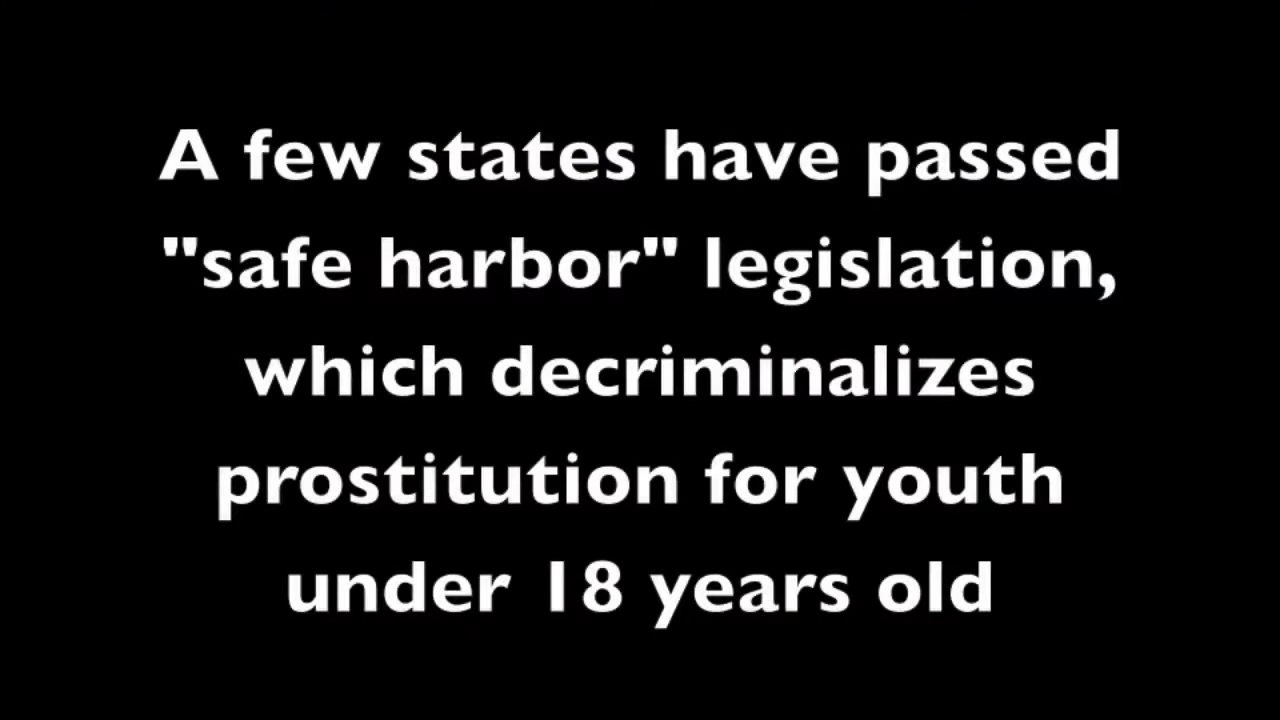 A few states have passed
"safe harbor" legislation,
which decriminalizes
prostitution for youth
under 18 years old